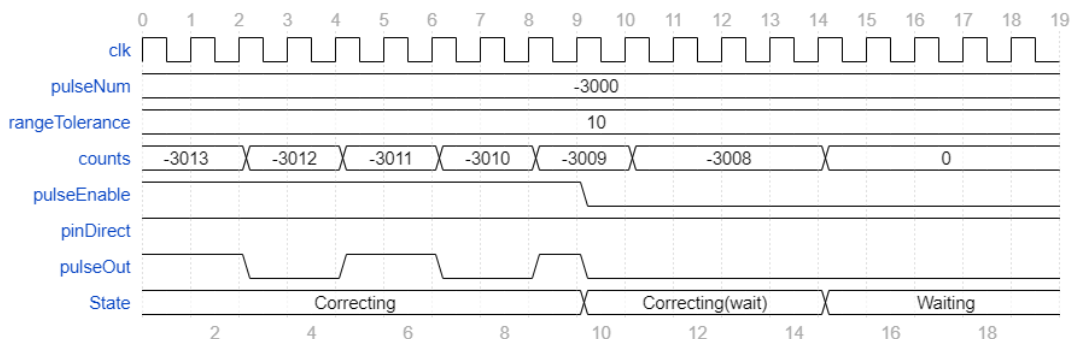 0 1 2 3 4 5 6 7 8 9 10 11 12 13 14 15 16 17 18 19
clk
pulseNum -3000
rangeTolerance 10
counts -3013 -3012 -3011 -3010 -3009 -3008 0
pulseEnable
pinDirect
pulseOut
State Correcting Correcting(wait) Waiting
2 4 6 8 10 12 14 16 18